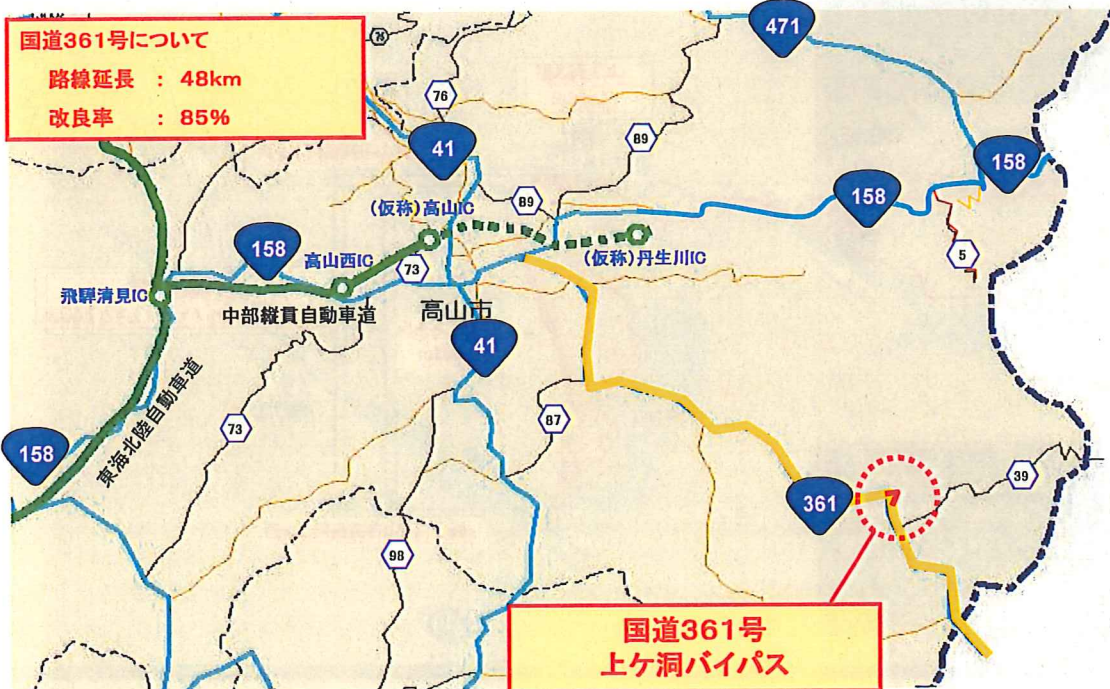 国道361号について
路線延長 : 48km
改良率 : 85%
76
471
76
41
89
158
158
(仮称)高山IC
89
158
高山西IC
73
(仮称)丹生川IC
5
飛騨清見IC
中部縦貫自動車道
高山市
41
東海北陸自動車道
73
87
158
361
39
98
国道361号
上ケ洞バイパス